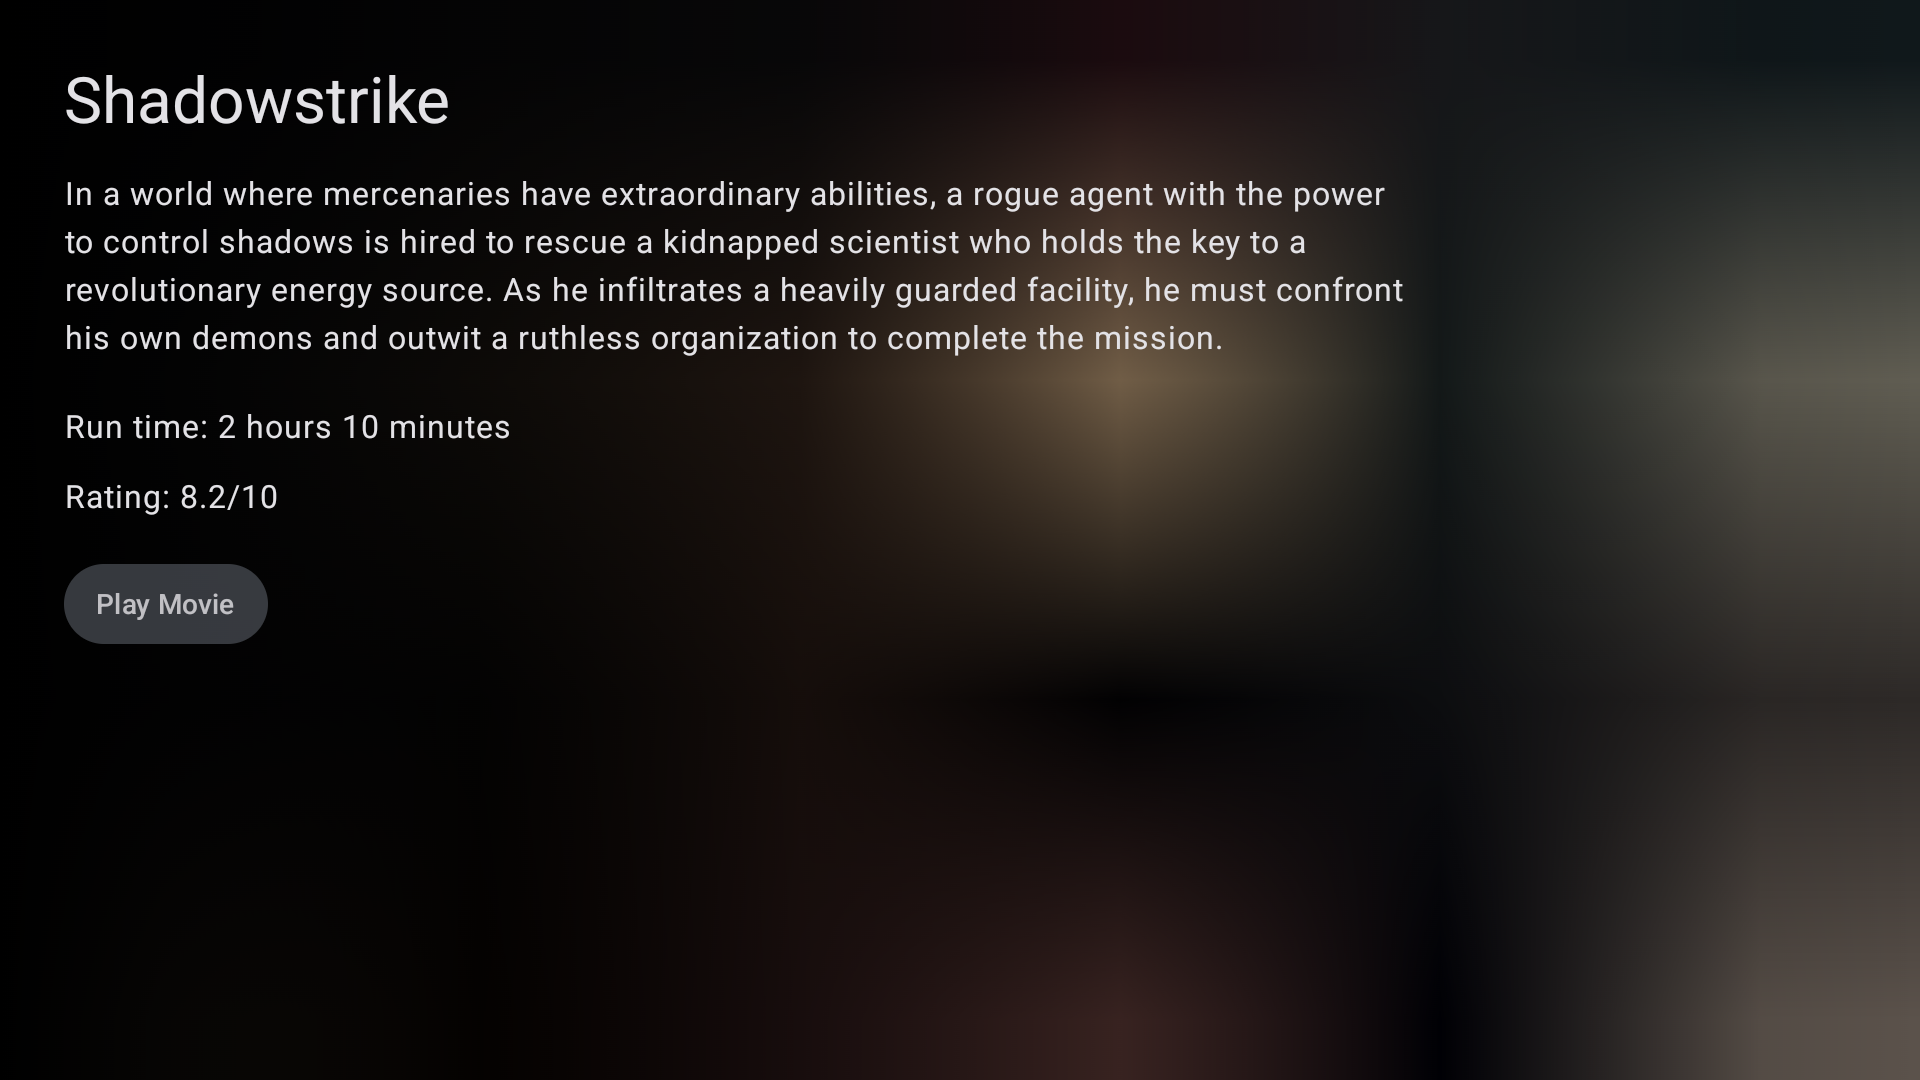 Shadowstrike
In a world where mercenaries have extraordinary abilities, a rogue agent with the power
to control shadows is hired to rescue a kidnapped scientist who holds the key to a
revolutionary energy source. As he infiltrates a heavily guarded facility, he must confront
his own demons and outwit a ruthless organization to complete the mission.
Run time: 2 hours 10 minutes
Rating: 8.2/10
Play Movie